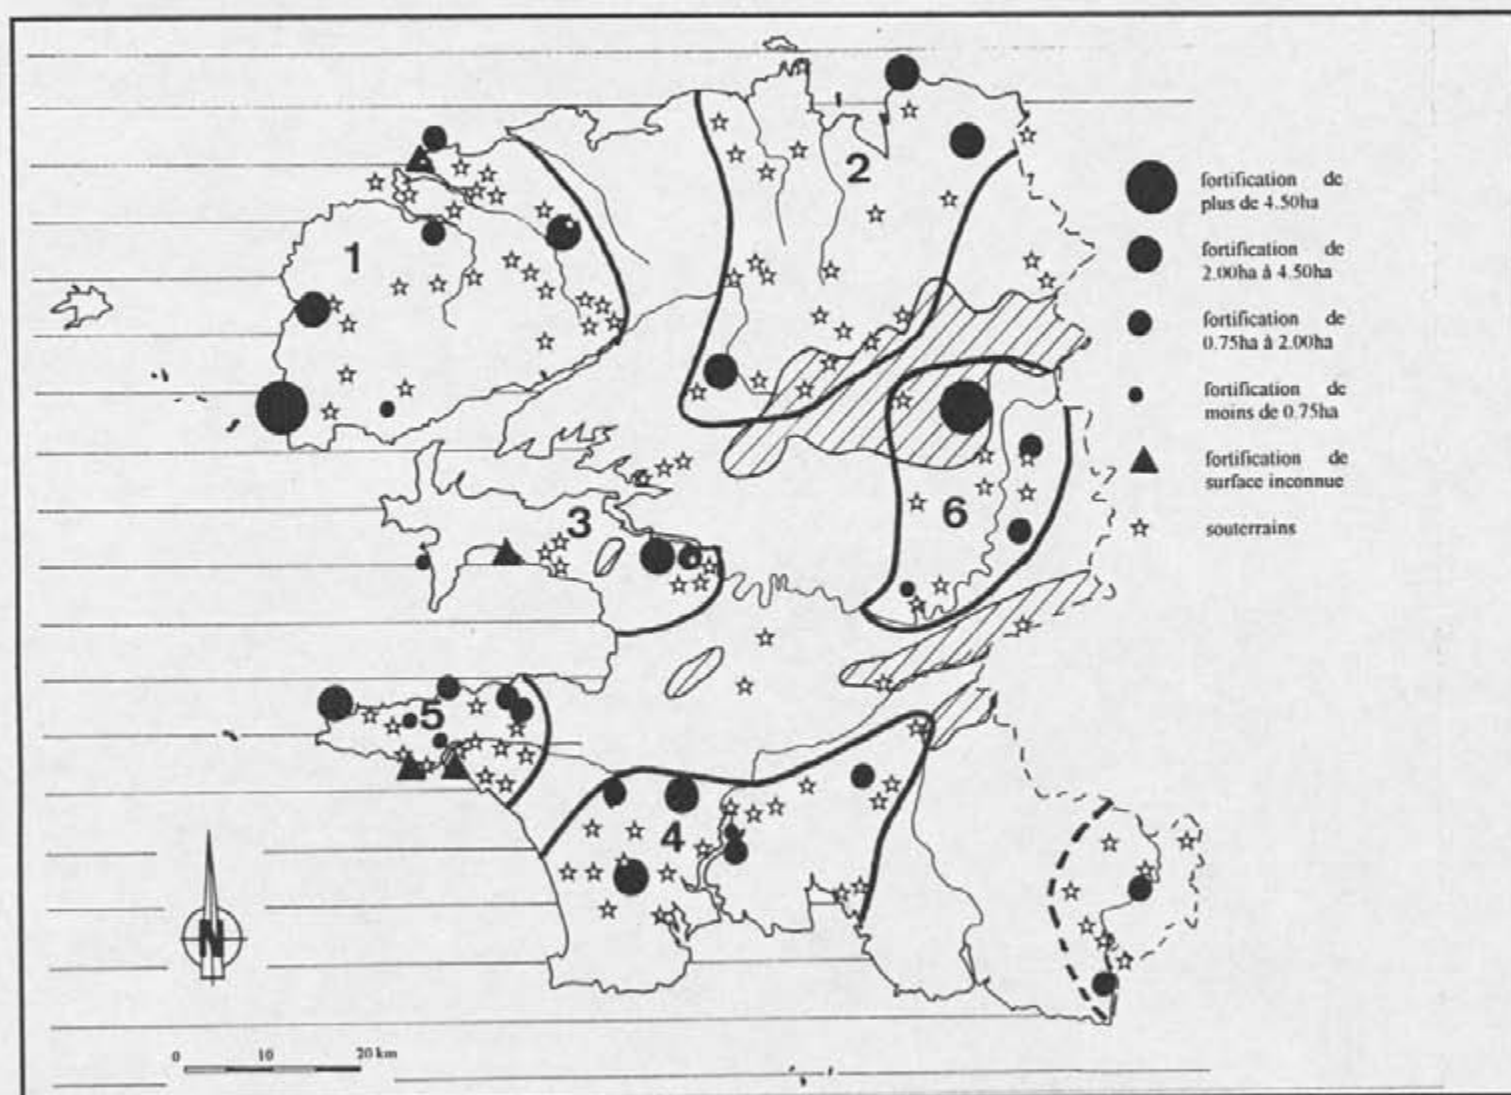 2
1
3
6
5
4
fortification de
plus de 4.50ha
fortification de
2.00ha à 4.50ha
fortification de
0.75ha à 2.00ha
fortification de
moins de 0.75ha
fortification de
surface inconnue
souterrains
N
0 10 20 km